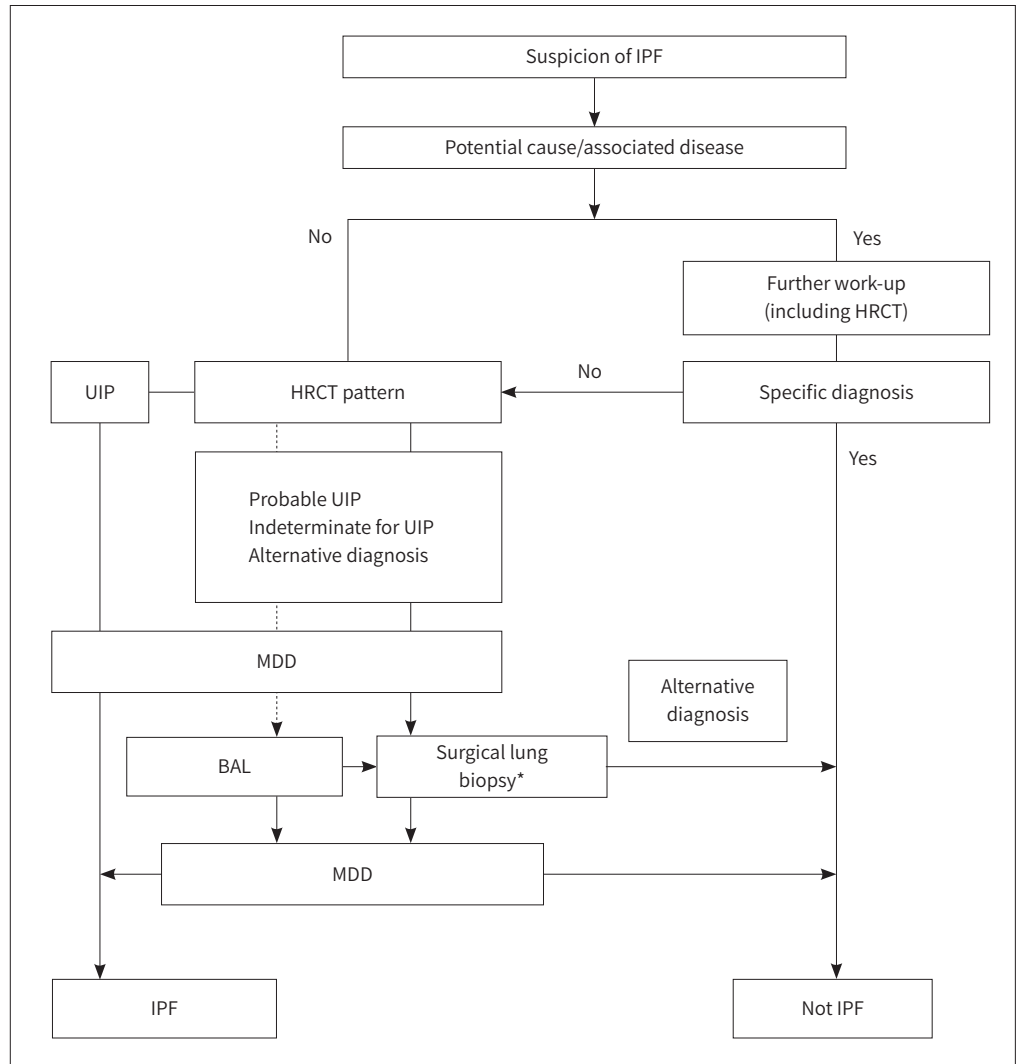 Suspicion of IPF
Potential cause/associated disease
No
Yes
Further work-up
(including HRCT)
UIP
HRCT pattern
No
Specific diagnosis
Yes
Probable UIP
Indeterminate for UIP
Alternative diagnosis
MDD
Alternative
diagnosis
BAL
Surgical lung
biopsy*
MDD
IPF
Not IPF